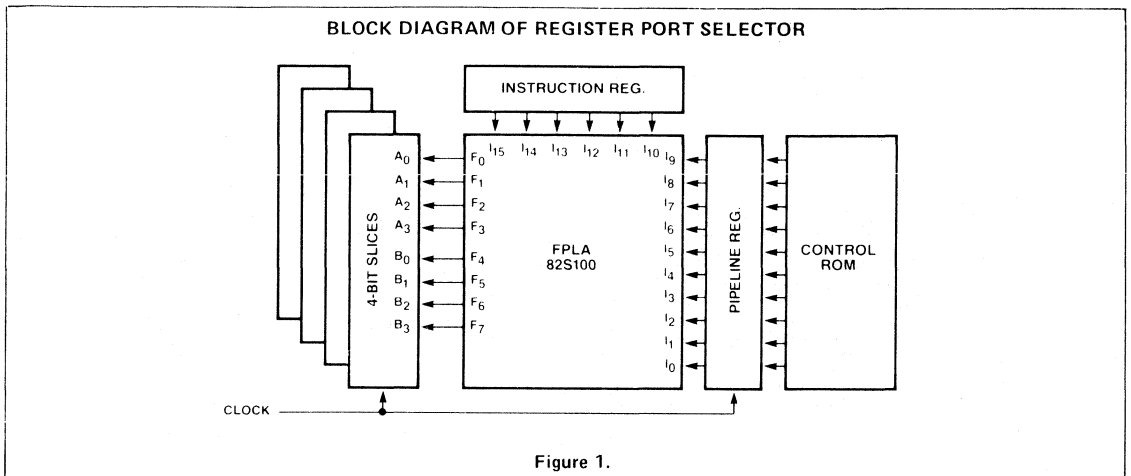 BLOCK DIAGRAM OF REGISTER PORT SELECTOR
INSTRUCTION REG.
I15 I14 I13 I12 I11 I10
A0 F0 I9
A1 F1 I8
A2 F2 I7
A3 F3 I6
B0 F4 I5
B1 F5 I4
B2 F6 I3
B3 F7 I2
I1
I0
4-BIT SLICES
FPLA
82S100
PIPELINE REG.
CONTROL
ROM
CLOCK
Figure 1.